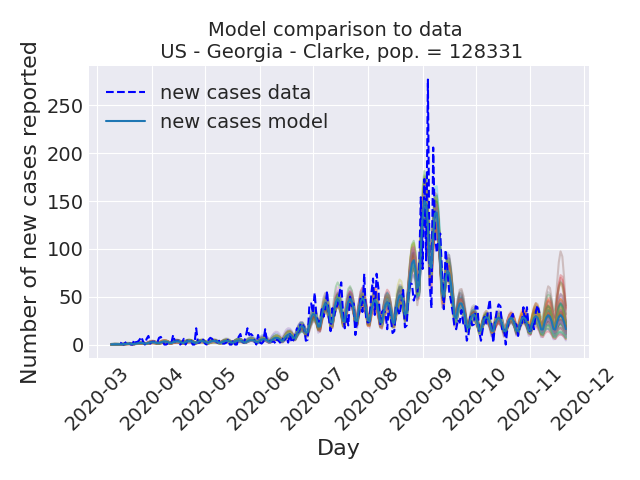 Model comparison to data
US - Georgia - Clarke, pop. = 128331
Number of new cases reported
250
200
150
100
50
0
new cases data
new cases model
2020-03
2020-04
2020-05
2020-06
2020-07
2020-08
2020-09
2020-10
2020-11
2020-12
Day